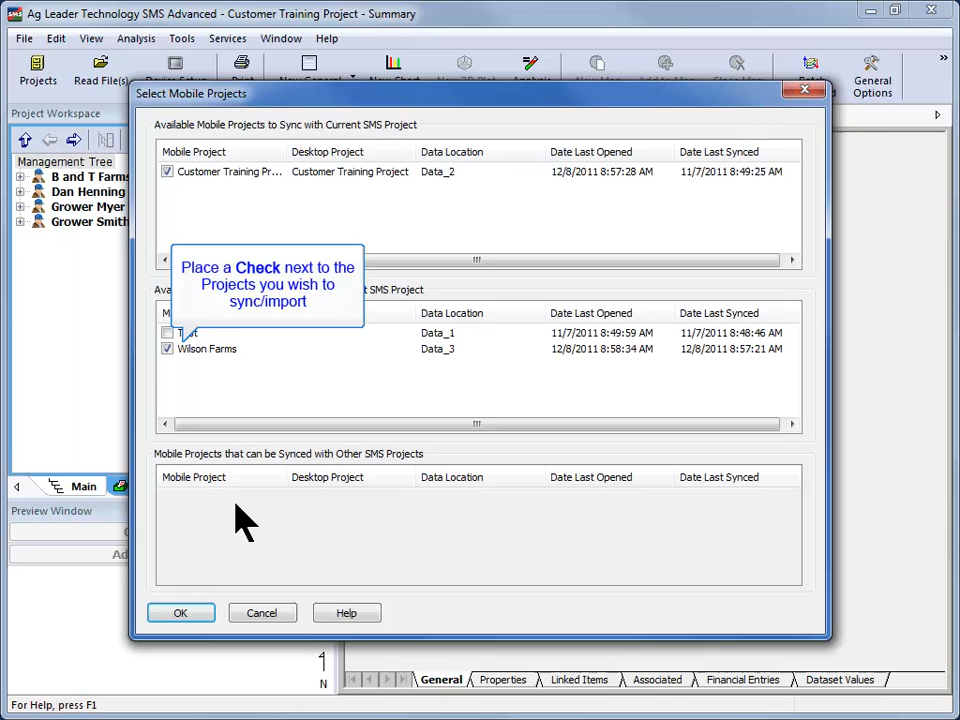 Ag Leader Technology SMS Advanced - Customer Training Project - Summary
File Edit View Analysis Tools Services Window Help
Projects Read File(s) General Options
Project Workspace
Management Tree
B and T Farms
Dan Henning
Grower Myer
Grower Smith
Main
Preview Window
Select Mobile Projects
Available Mobile Projects to Sync with Current SMS Project
Mobile Project Desktop Project Data Location Date Last Opened Date Last Synced
Customer Training Pr... Customer Training Project Data_2 12/8/2011 8:57:28 AM 11/7/2011 8:49:25 AM
Place a Check next to the
Projects you wish to
sync/import
SMS Project
Data Location Date Last Opened Date Last Synced
Data_1 11/7/2011 8:49:59 AM 11/7/2011 8:48:46 AM
Wilson Farms Data_3 12/8/2011 8:58:34 AM 12/8/2011 8:57:21 AM
Mobile Projects that can be Synced with Other SMS Projects
Mobile Project Desktop Project Data Location Date Last Opened Date Last Synced
OK Cancel Help
N
General Properties Linked Items Associated Financial Entries Dataset Values
For Help, press F1